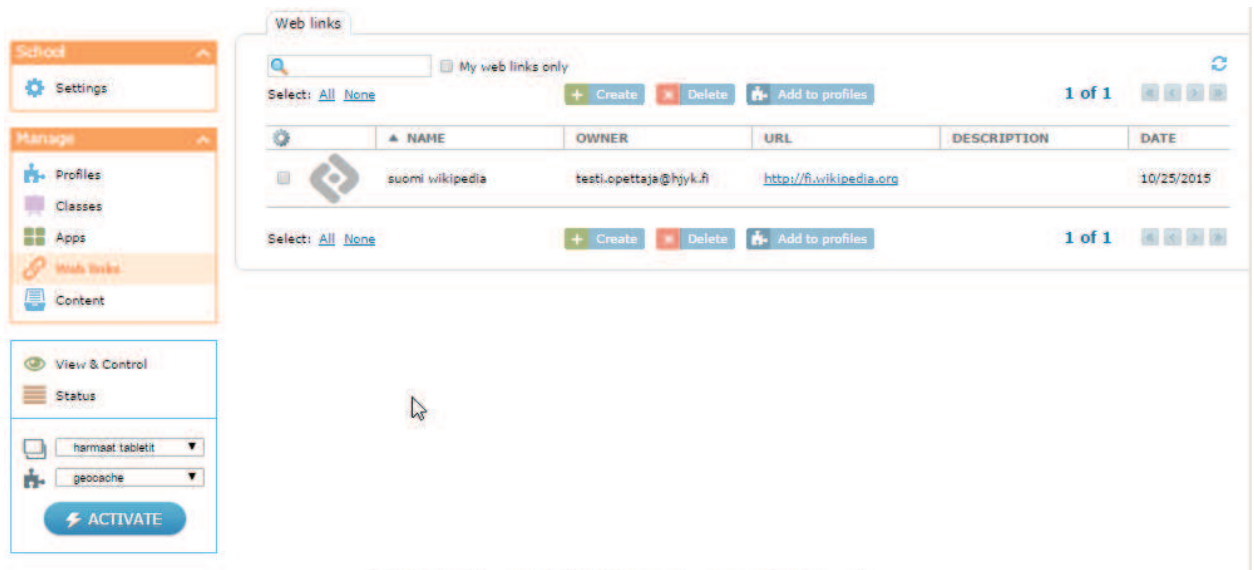 Web links
School
Settings
Manage
Profiles
Classes
Apps
Web links
Content
View & Control
Status
harmaat tabletit
geocache
ACTIVATE
My web links only
Select: All None
Create Delete Add to profiles
1 of 1
NAME OWNER URL DESCRIPTION DATE
suomi wikipedia testi.opettaja@hjyk.fi http://fi.wikipedia.org 10/25/2015
Select: All None
Create Delete Add to profiles
1 of 1